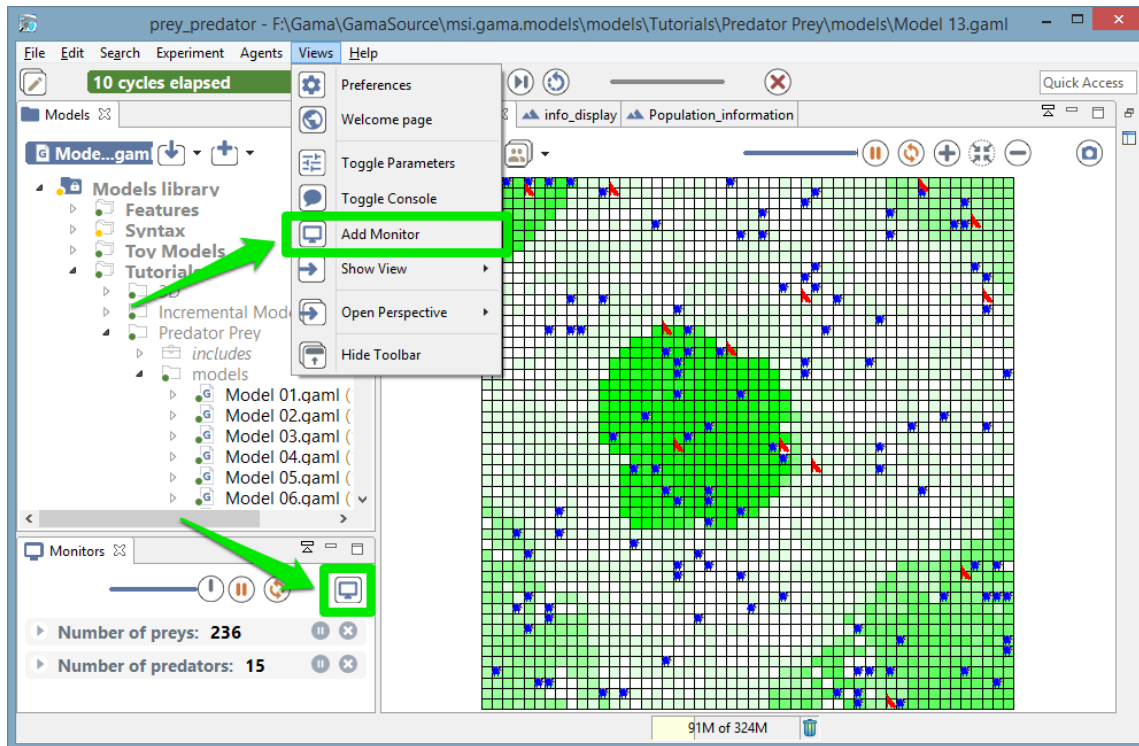 prey_predator - F:\Gama\GamaSource\msi.gama.models\models\Tutorials\Predator Prey\models\Model 13.gaml
File Edit Search Experiment Agents Views Help
10 cycles elapsed
Quick Access
Preferences
Welcome page
Toggle Parameters
Toggle Console
Add Monitor
Show View
Open Perspective
Hide Toolbar
Models
info_display Population_information
G Mode...gaml
Models library
Features
Syntax
Toy Models
Tutorials
3D
Incremental Mode
Predator Prey
includes
models
G Model 01.gaml (
G Model 02.gaml (
G Model 03.gaml (
G Model 04.gaml (
G Model 05.gaml (
G Model 06.gaml (
Monitors
Number of preys: 236
Number of predators: 15
91M of 324M